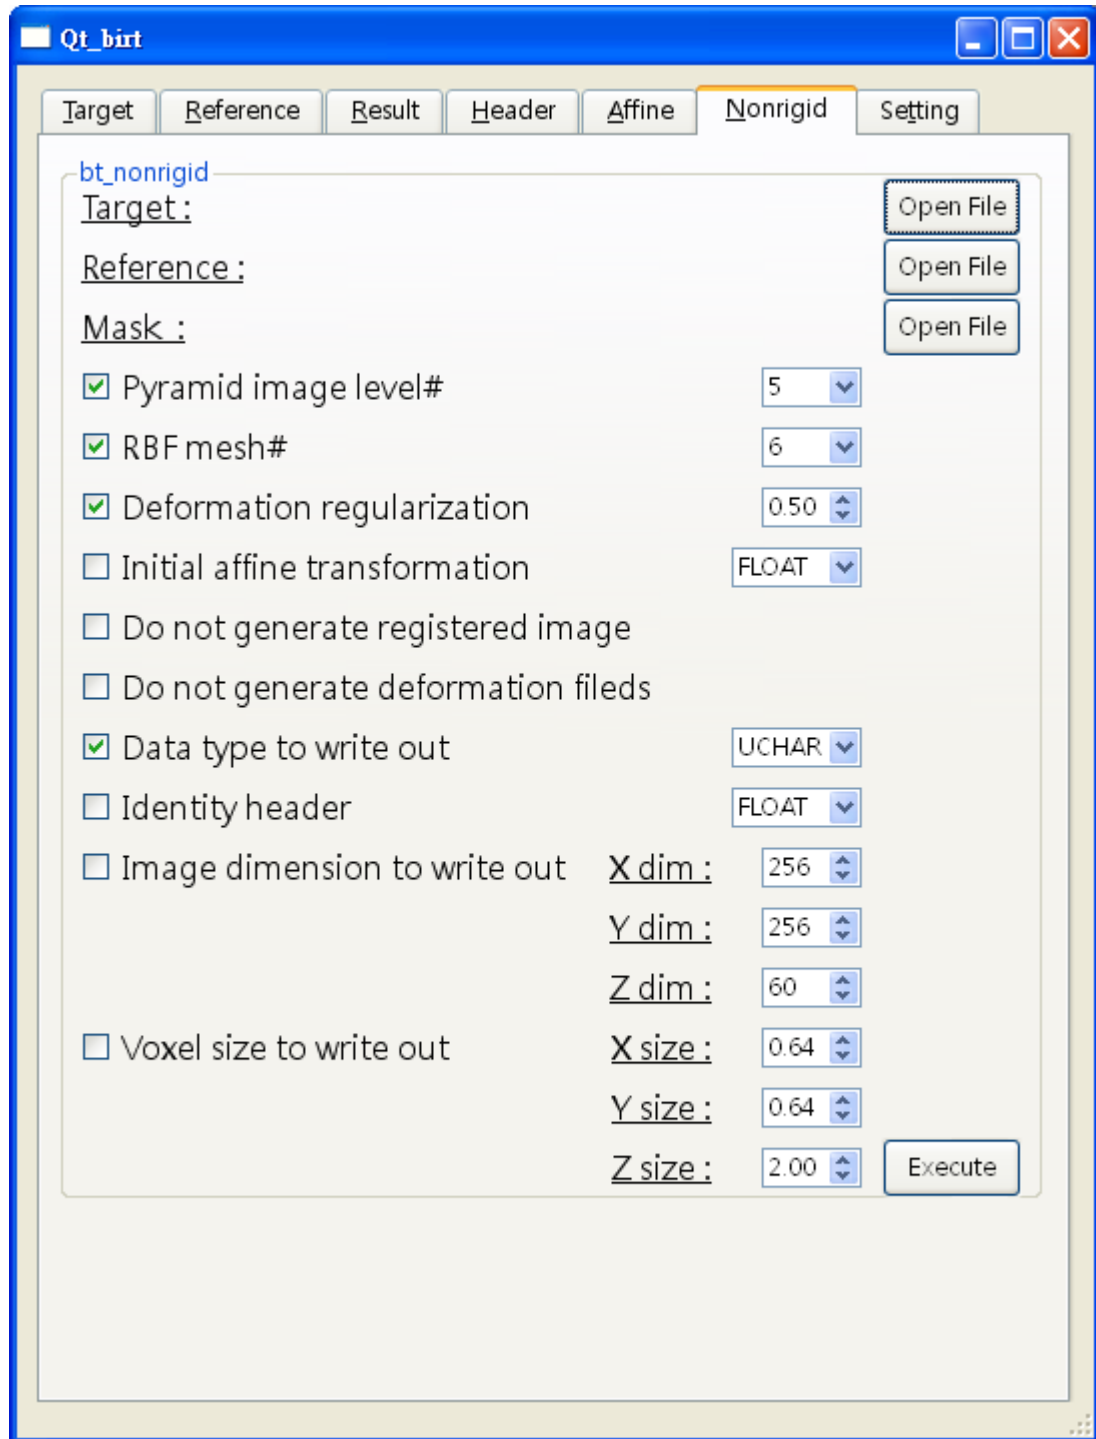 Qt_birt
Target Reference Result Header Affine Nonrigid Setting
bt_nonrigid
Target : Open File
Reference : Open File
Mask : Open File
Pyramid image level# 5
RBF mesh# 6
Deformation regularization 0.50
Initial affine transformation FLOAT
Do not generate registered image
Do not generate deformation fileds
Data type to write out UCHAR
Identity header FLOAT
Image dimension to write out X dim : 256
Y dim : 256
Z dim : 60
Voxel size to write out X size : 0.64
Y size : 0.64
Z size : 2.00 Execute